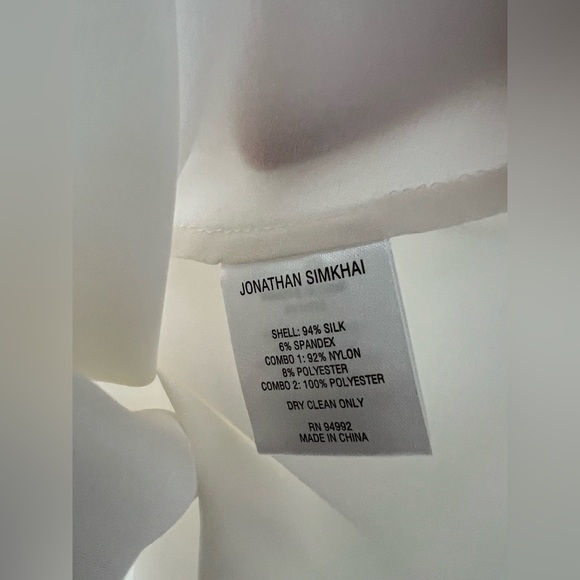 JONATHAN SIMKHAI
SHELL: 94% SILK
6% SPANDEX
COMBO 1: 92% NYLON
8% POLYESTER
COMBO 2: 100% POLYESTER
DRY CLEAN ONLY
RN 94992
MADE IN CHINA